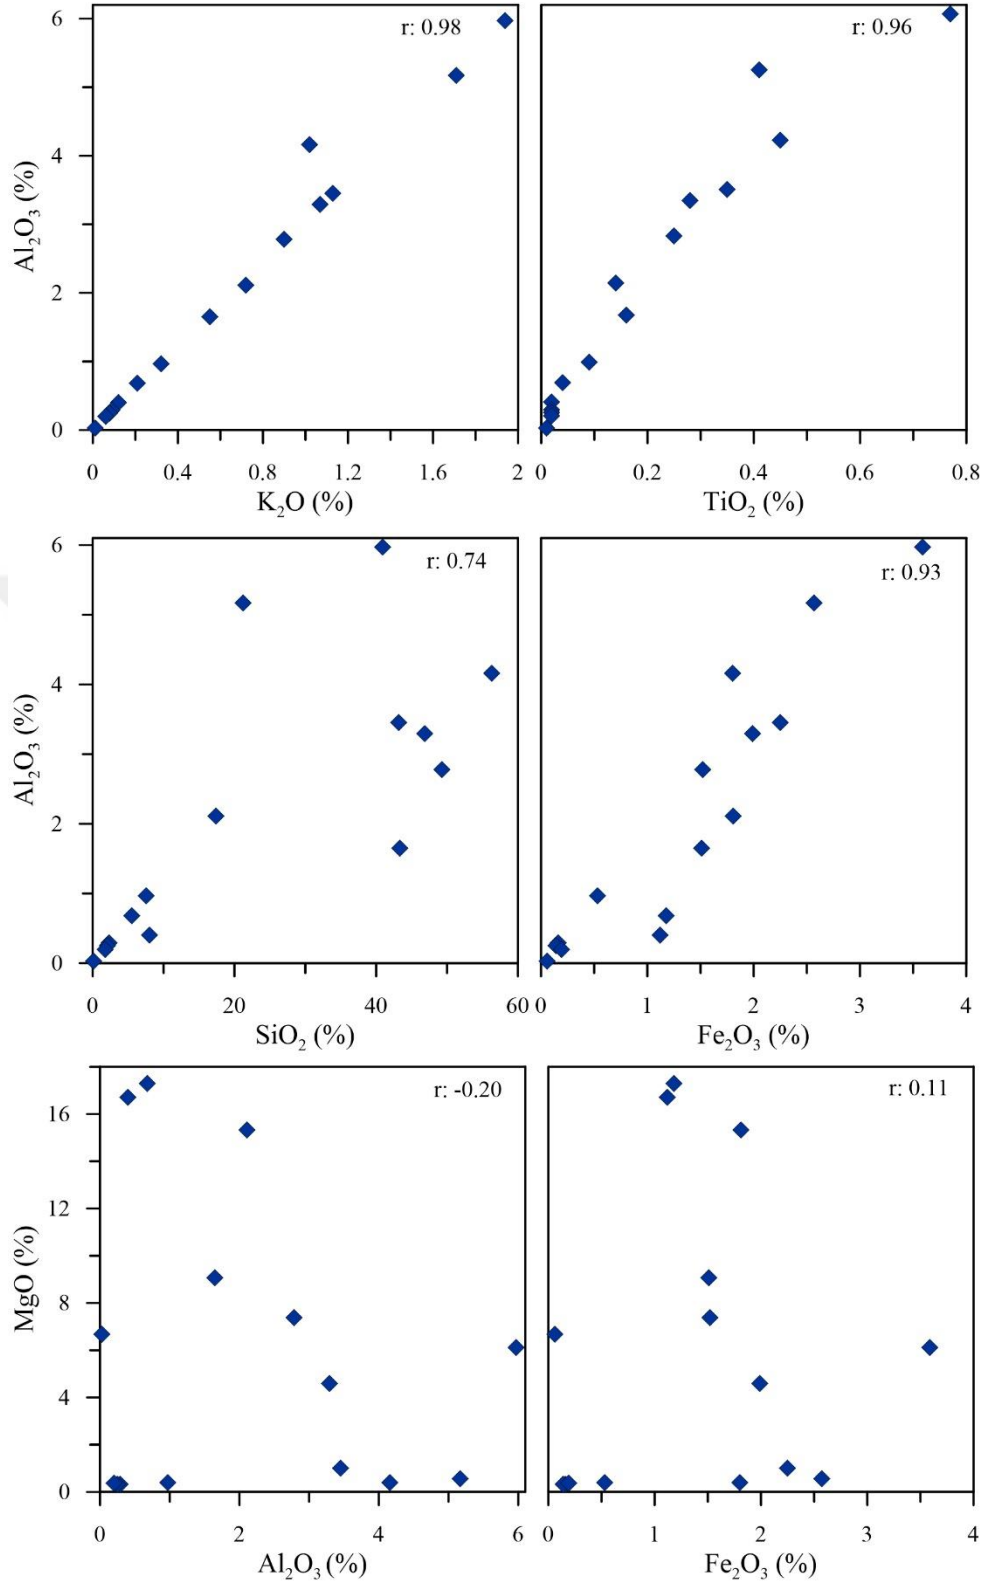 r: 0.98
Al₂O₃ (%)
6
4
2
0
0 0.4 0.8 1.2 1.6 2
K₂O (%)
r: 0.96
0 0.2 0.4 0.6 0.8
TiO₂ (%)
r: 0.74
Al₂O₃ (%)
6
4
2
0
0 20 40 60
SiO₂ (%)
r: 0.93
0 1 2 3 4
Fe₂O₃ (%)
r: -0.20
MgO (%)
16
12
8
4
0
0 2 4 6
Al₂O₃ (%)
r: 0.11
0 1 2 3 4
Fe₂O₃ (%)